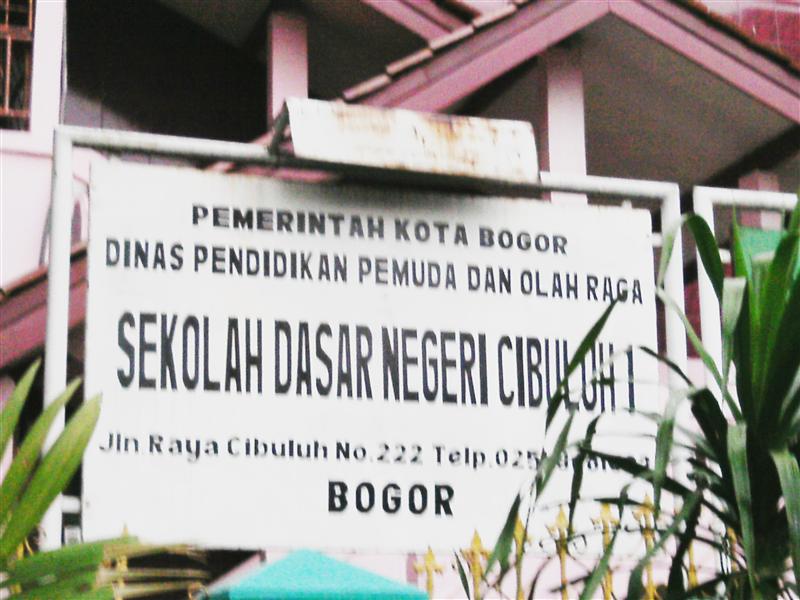 PEMERINTAH KOTA BOGOR
DINAS PENDIDIKAN PEMUDA DAN OLAH RAGA
SEKOLAH DASAR NEGERI CIBULUH 1
Jln Raya Cibuluh No.222 Telp.
BOGOR